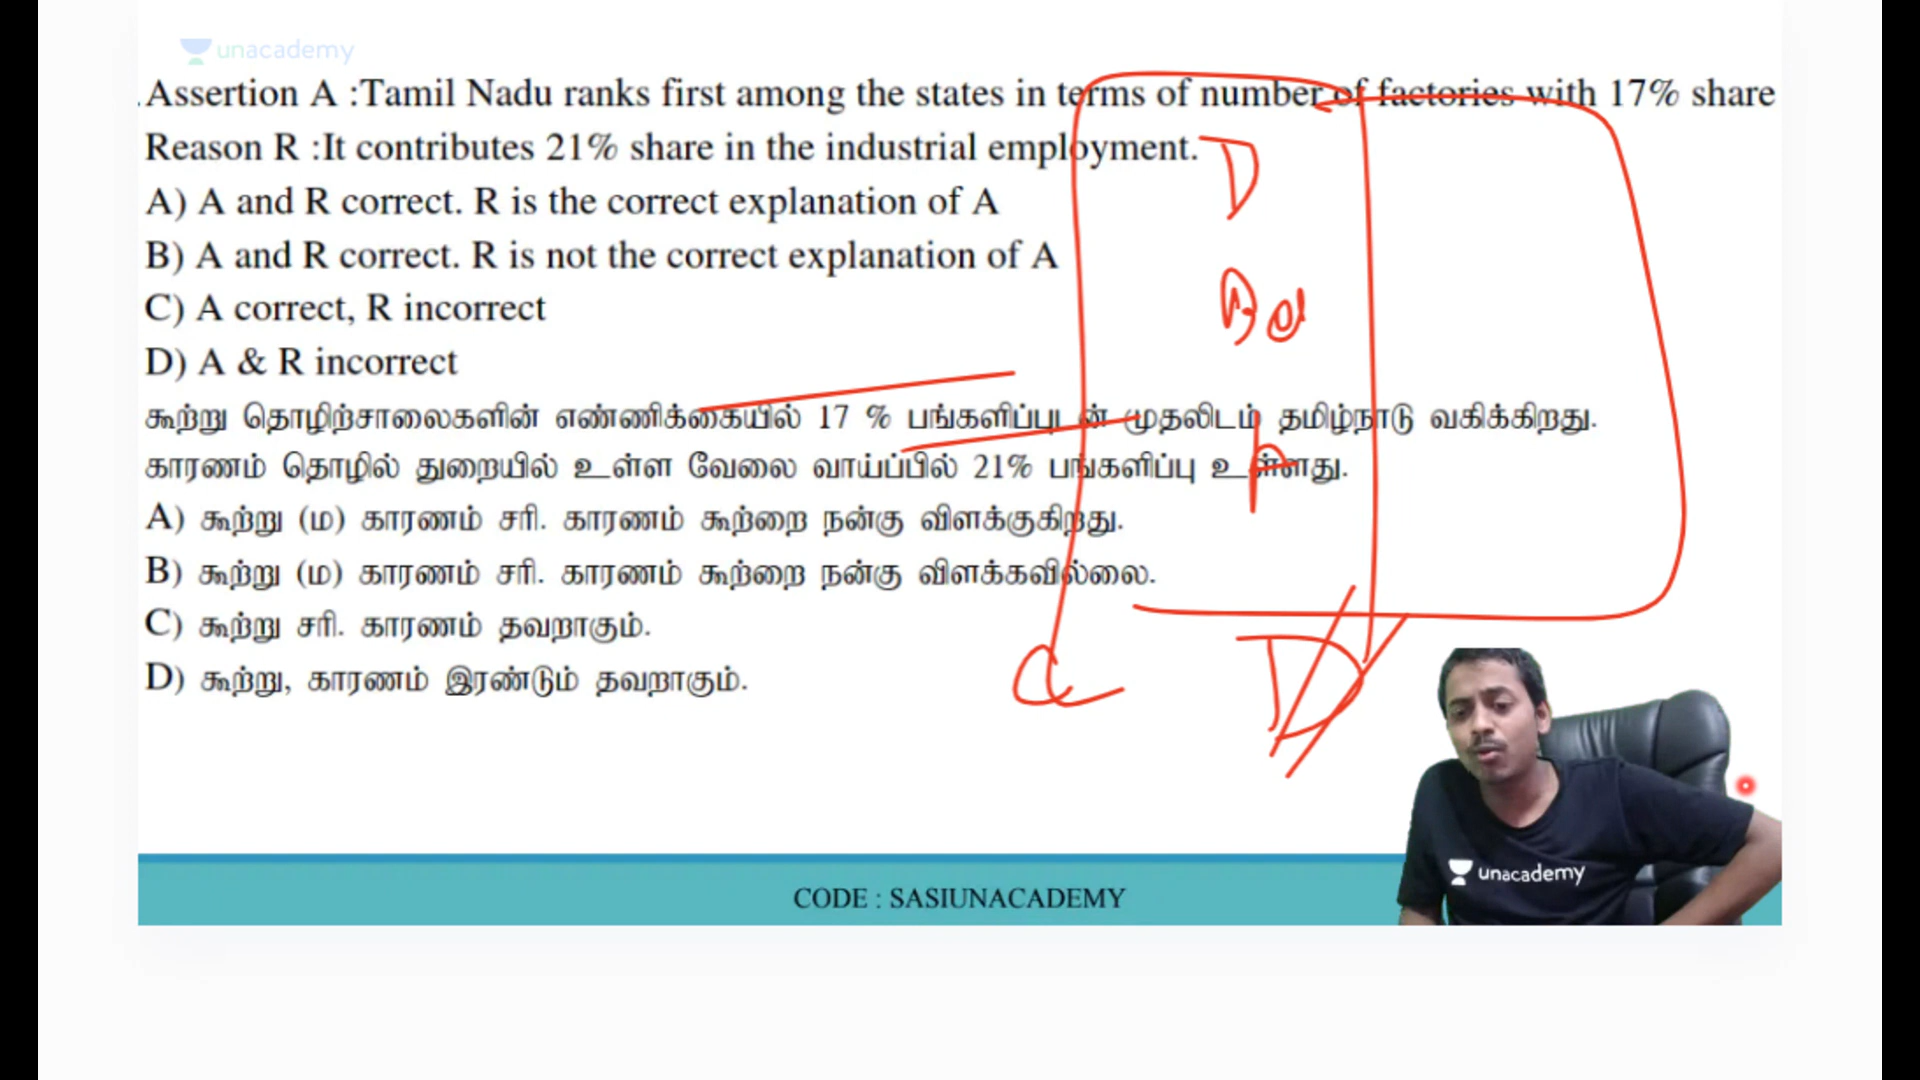 unacademy
.Assertion A :Tamil Nadu ranks first among the states in terms of number of factories with 17% share
Reason R :It contributes 21% share in the industrial employment.
A) A and R correct. R is the correct explanation of A
B) A and R correct. R is not the correct explanation of A
C) A correct, R incorrect
D) A & R incorrect
கூற்று தொழிற்சாலைகளின் எண்ணிக்கையில் 17 % பங்களிப்புடன் முதலிடம் தமிழ்நாடு வகிக்கிறது.
காரணம் தொழில் துறையில் உள்ள வேலை வாய்ப்பில் 21% பங்களிப்பு உள்ளது.
A) கூற்று (ம) காரணம் சரி. காரணம் கூற்றை நன்கு விளக்குகிறது.
B) கூற்று (ம) காரணம் சரி. காரணம் கூற்றை நன்கு விளக்கவில்லை.
C) கூற்று சரி. காரணம் தவறாகும்.
D) கூற்று, காரணம் இரண்டும் தவறாகும்.
D
D
unacademy
CODE : SASIUNACADEMY